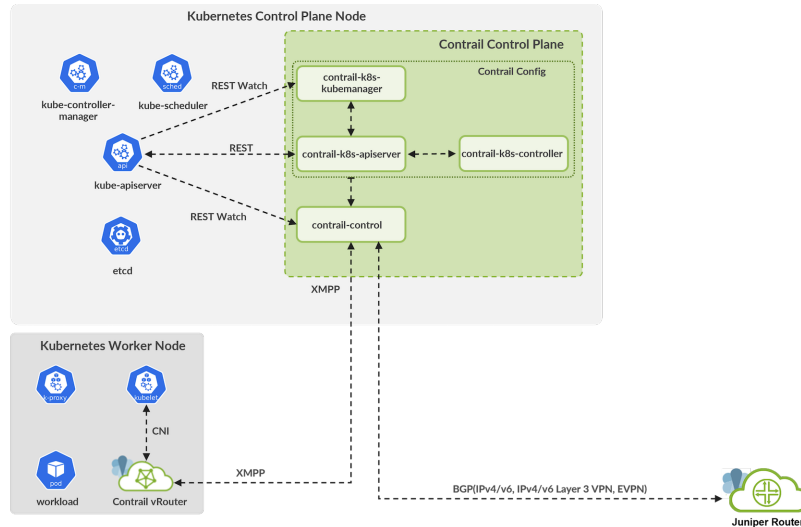 Kubernetes Control Plane Node
Contrail Control Plane
Contrail Config
c-m
kube-controller-
manager
sched
kube-scheduler
REST Watch
contrail-k8s-
kubemanager
api
kube-apiserver
REST
contrail-k8s-apiserver
contrail-k8s-controller
REST Watch
contrail-control
etcd
etcd
XMPP
Kubernetes Worker Node
k-proxy
kubelet
CNI
pod
workload
Contrail vRouter
XMPP
BGP(IPv4/v6, IPv4/v6 Layer 3 VPN, EVPN)
Juniper Router